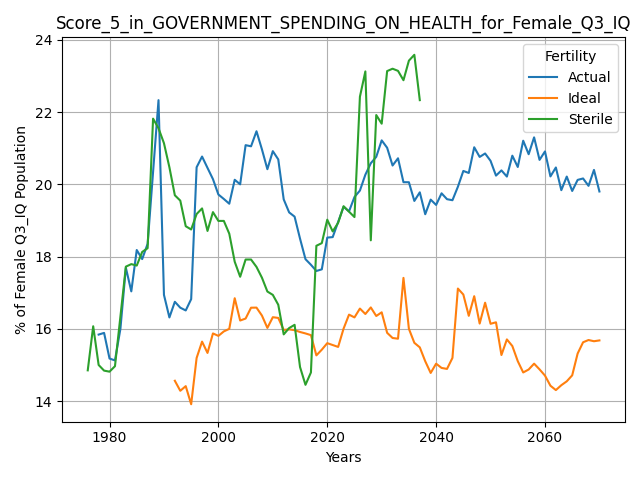 Score_5_in_GOVERNMENT_SPENDING_ON_HEALTH_for_Female_Q3_IQ
24
22
20
18
16
14
% of Female Q3_IQ Population
Fertility
Actual
Ideal
Sterile
1980 2000 2020 2040 2060
Years